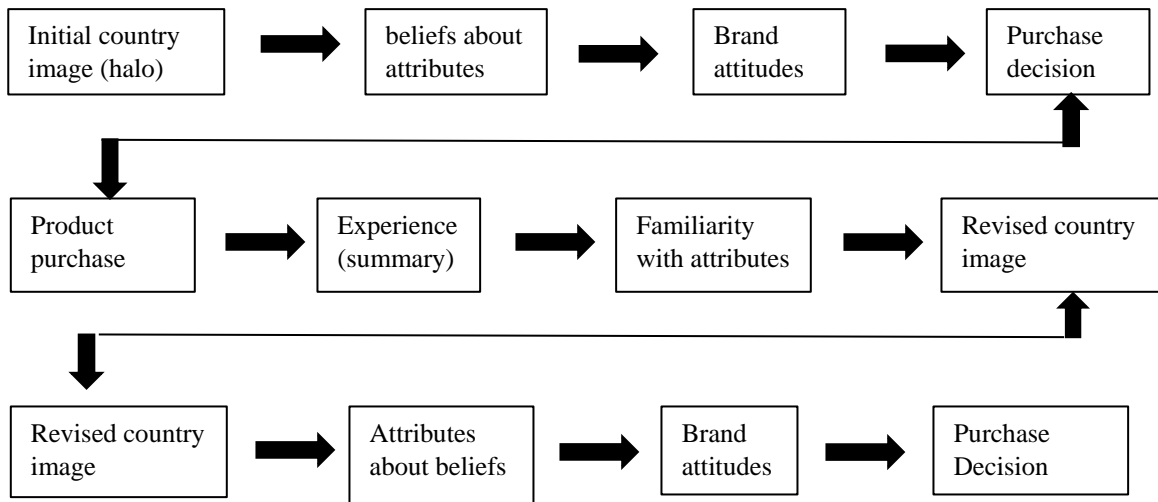 Initial country
image (halo)
beliefs about
attributes
Brand
attitudes
Purchase
decision
Product
purchase
Experience
(summary)
Familiarity
with attributes
Revised country
image
Revised country
image
Attributes
about beliefs
Brand
attitudes
Purchase
Decision